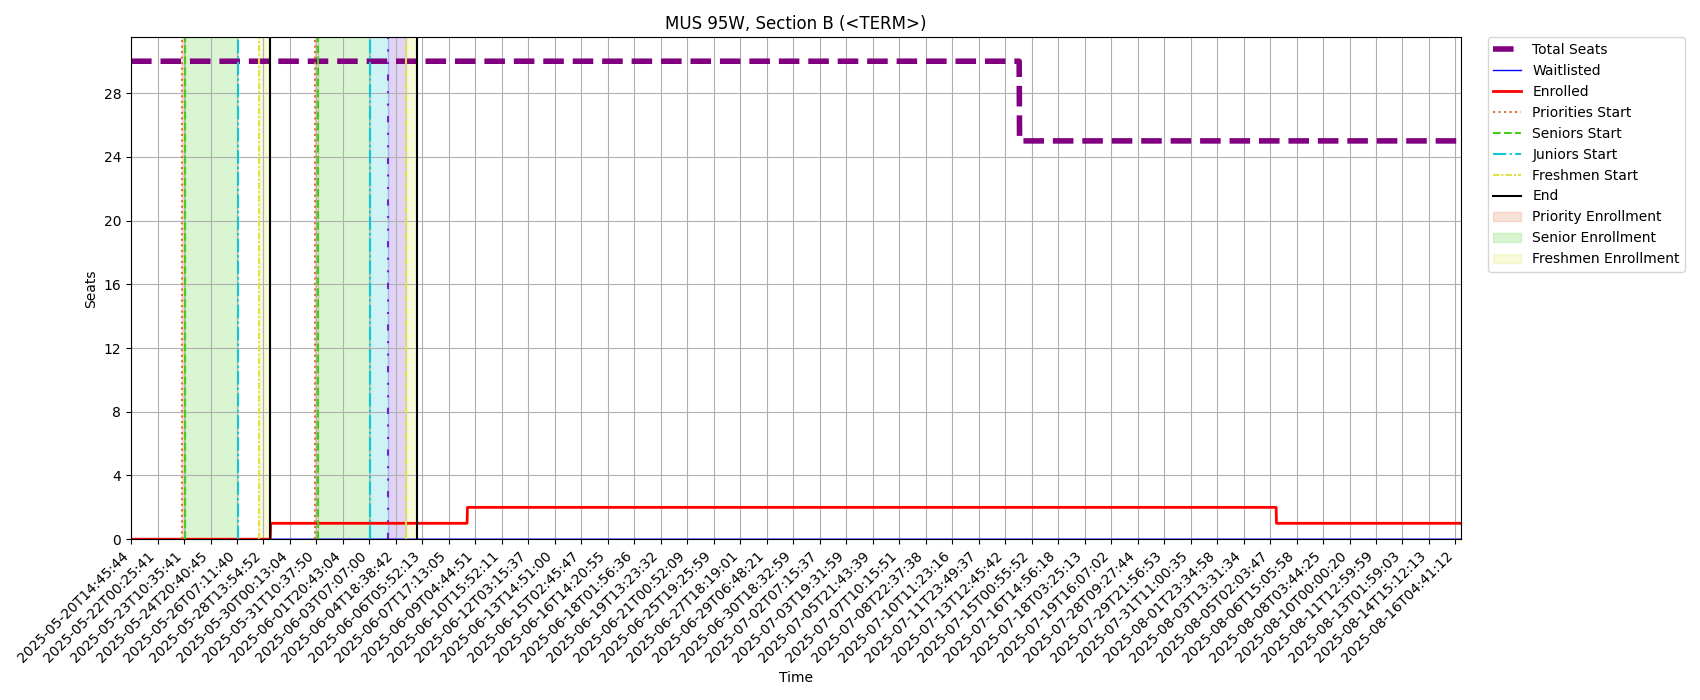 MUS 95W, Section B (<TERM>)
Total Seats
Waitlisted
Enrolled
Priorities Start
Seniors Start
Juniors Start
Freshmen Start
End
Priority Enrollment
Senior Enrollment
Freshmen Enrollment
Seats
28
24
20
16
12
8
4
0
2025-05-20T14:45:44
2025-05-22T00:25:41
2025-05-23T10:35:41
2025-05-24T20:40:45
2025-05-26T07:11:40
2025-05-28T13:54:52
2025-05-30T00:13:04
2025-05-31T10:37:50
2025-06-01T20:43:04
2025-06-03T07:07:00
2025-06-04T18:38:42
2025-06-06T05:52:13
2025-06-07T17:13:05
2025-06-09T04:44:51
2025-06-10T15:52:11
2025-06-12T03:15:37
2025-06-13T14:51:00
2025-06-15T02:45:47
2025-06-16T14:20:55
2025-06-18T01:56:36
2025-06-19T13:23:32
2025-06-21T00:52:09
2025-06-25T19:25:59
2025-06-27T18:19:01
2025-06-29T06:48:21
2025-06-30T18:32:59
2025-07-02T07:15:37
2025-07-03T19:31:59
2025-07-05T21:43:39
2025-07-07T10:15:51
2025-07-08T22:37:38
2025-07-10T11:23:16
2025-07-11T23:49:37
2025-07-13T12:45:42
2025-07-15T00:55:52
2025-07-16T14:56:18
2025-07-18T03:25:13
2025-07-19T16:07:02
2025-07-28T09:27:44
2025-07-29T21:56:53
2025-07-31T11:00:35
2025-08-01T23:34:58
2025-08-03T13:31:34
2025-08-05T02:03:47
2025-08-06T15:05:58
2025-08-08T03:44:25
2025-08-10T00:00:20
2025-08-11T12:59:59
2025-08-13T01:59:03
2025-08-14T15:12:13
2025-08-16T04:41:12
Time